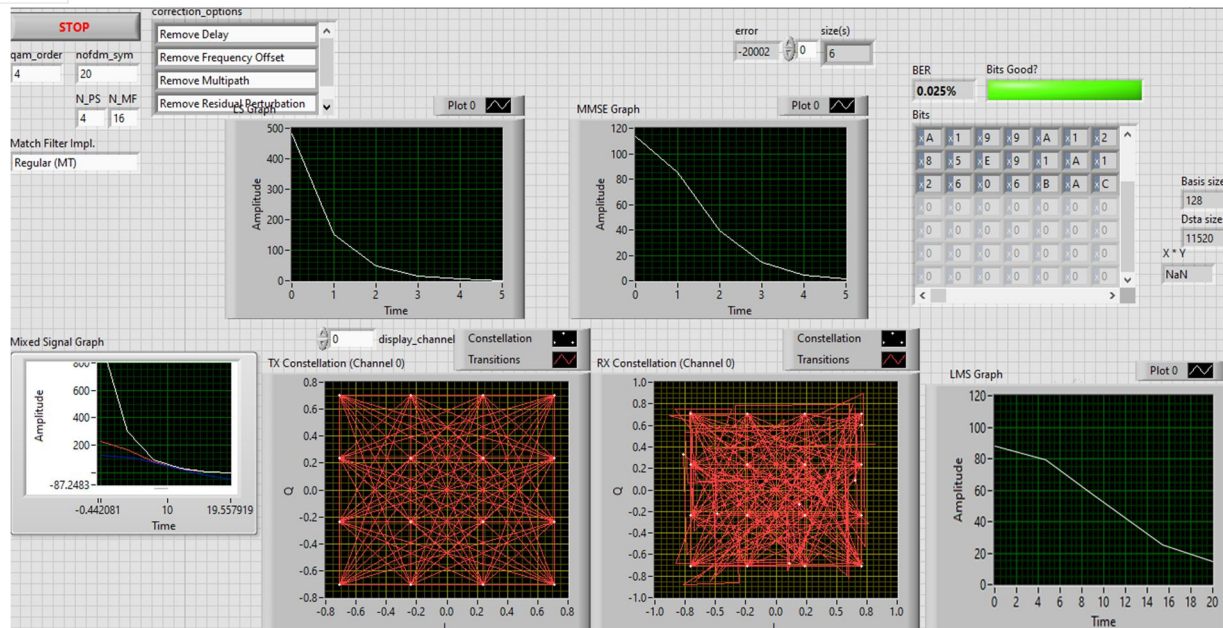 STOP
correction_options
Remove Delay
Remove Frequency Offset
Remove Multipath
Remove Residual Perturbation
qam_order
nofdm_sym
4
20
N_PS
N_MF
4
16
Match Filter Impl.
Regular (MT)
error
-20002
0
size(s)
6
BER
0.025%
Bits Good?
Bits
x A x 1 x 9 x 9 x A x 1 x 2
x 8 x 5 x E x 9 x 1 x A x 1
x 2 x 6 x 0 x 6 x B x A x C
x 0 x 0 x 0 x 0 x 0 x 0 x 0
x 0 x 0 x 0 x 0 x 0 x 0 x 0
x 0 x 0 x 0 x 0 x 0 x 0 x 0
x 0 x 0 x 0 x 0 x 0 x 0 x 0
Basis size
128
Dsta size
11520
X * Y
NaN
LS Graph
Plot 0
Amplitude
500
400
300
200
100
0
0 1 2 3 4 5
Time
MMSE Graph
Plot 0
Amplitude
120
100
80
60
40
20
0
0 1 2 3 4 5
Time
Mixed Signal Graph
Amplitude
600
400
200
-87.2483
-0.442081 10 19.557919
Time
0
display_channel
Constellation
Transitions
TX Constellation (Channel 0)
Q
0.8
0.6
0.4
0.2
0.0
-0.2
-0.4
-0.6
-0.8
-0.8 -0.6 -0.4 -0.2 0.0 0.2 0.4 0.6 0.8
Constellation
Transitions
RX Constellation (Channel 0)
Q
1.0
0.8
0.6
0.4
0.2
0.0
-0.2
-0.4
-0.6
-0.8
-1.0
-1.0 -0.8 -0.6 -0.4 -0.2 0.0 0.2 0.4 0.6 0.8 1.0
LMS Graph
Plot 0
Amplitude
120
100
80
60
40
20
0
0 2 4 6 8 10 12 14 16 18 20
Time